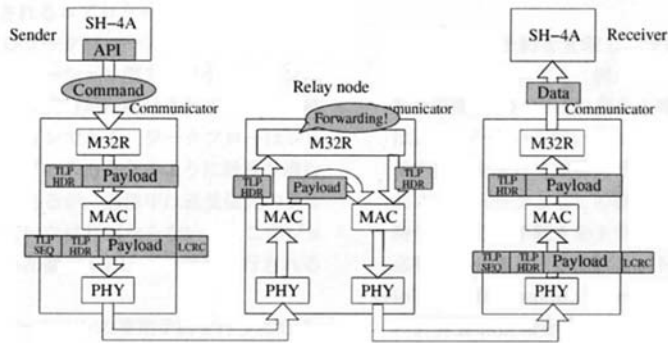 Sender
SH-4A
API
Command
Communicator
M32R
TLP
HDR
Payload
MAC
TLP
SEQ
TLP
HDR
Payload
LCRC
PHY
Relay node
Forwarding!
mmunicator
M32R
TLP
HDR
Payload
TLP
HDR
MAC
MAC
PHY
PHY
SH-4A
Receiver
Data
Communicator
M32R
TLP
HDR
Payload
MAC
TLP
SEQ
TLP
HDR
Payload
LCRC
PHY